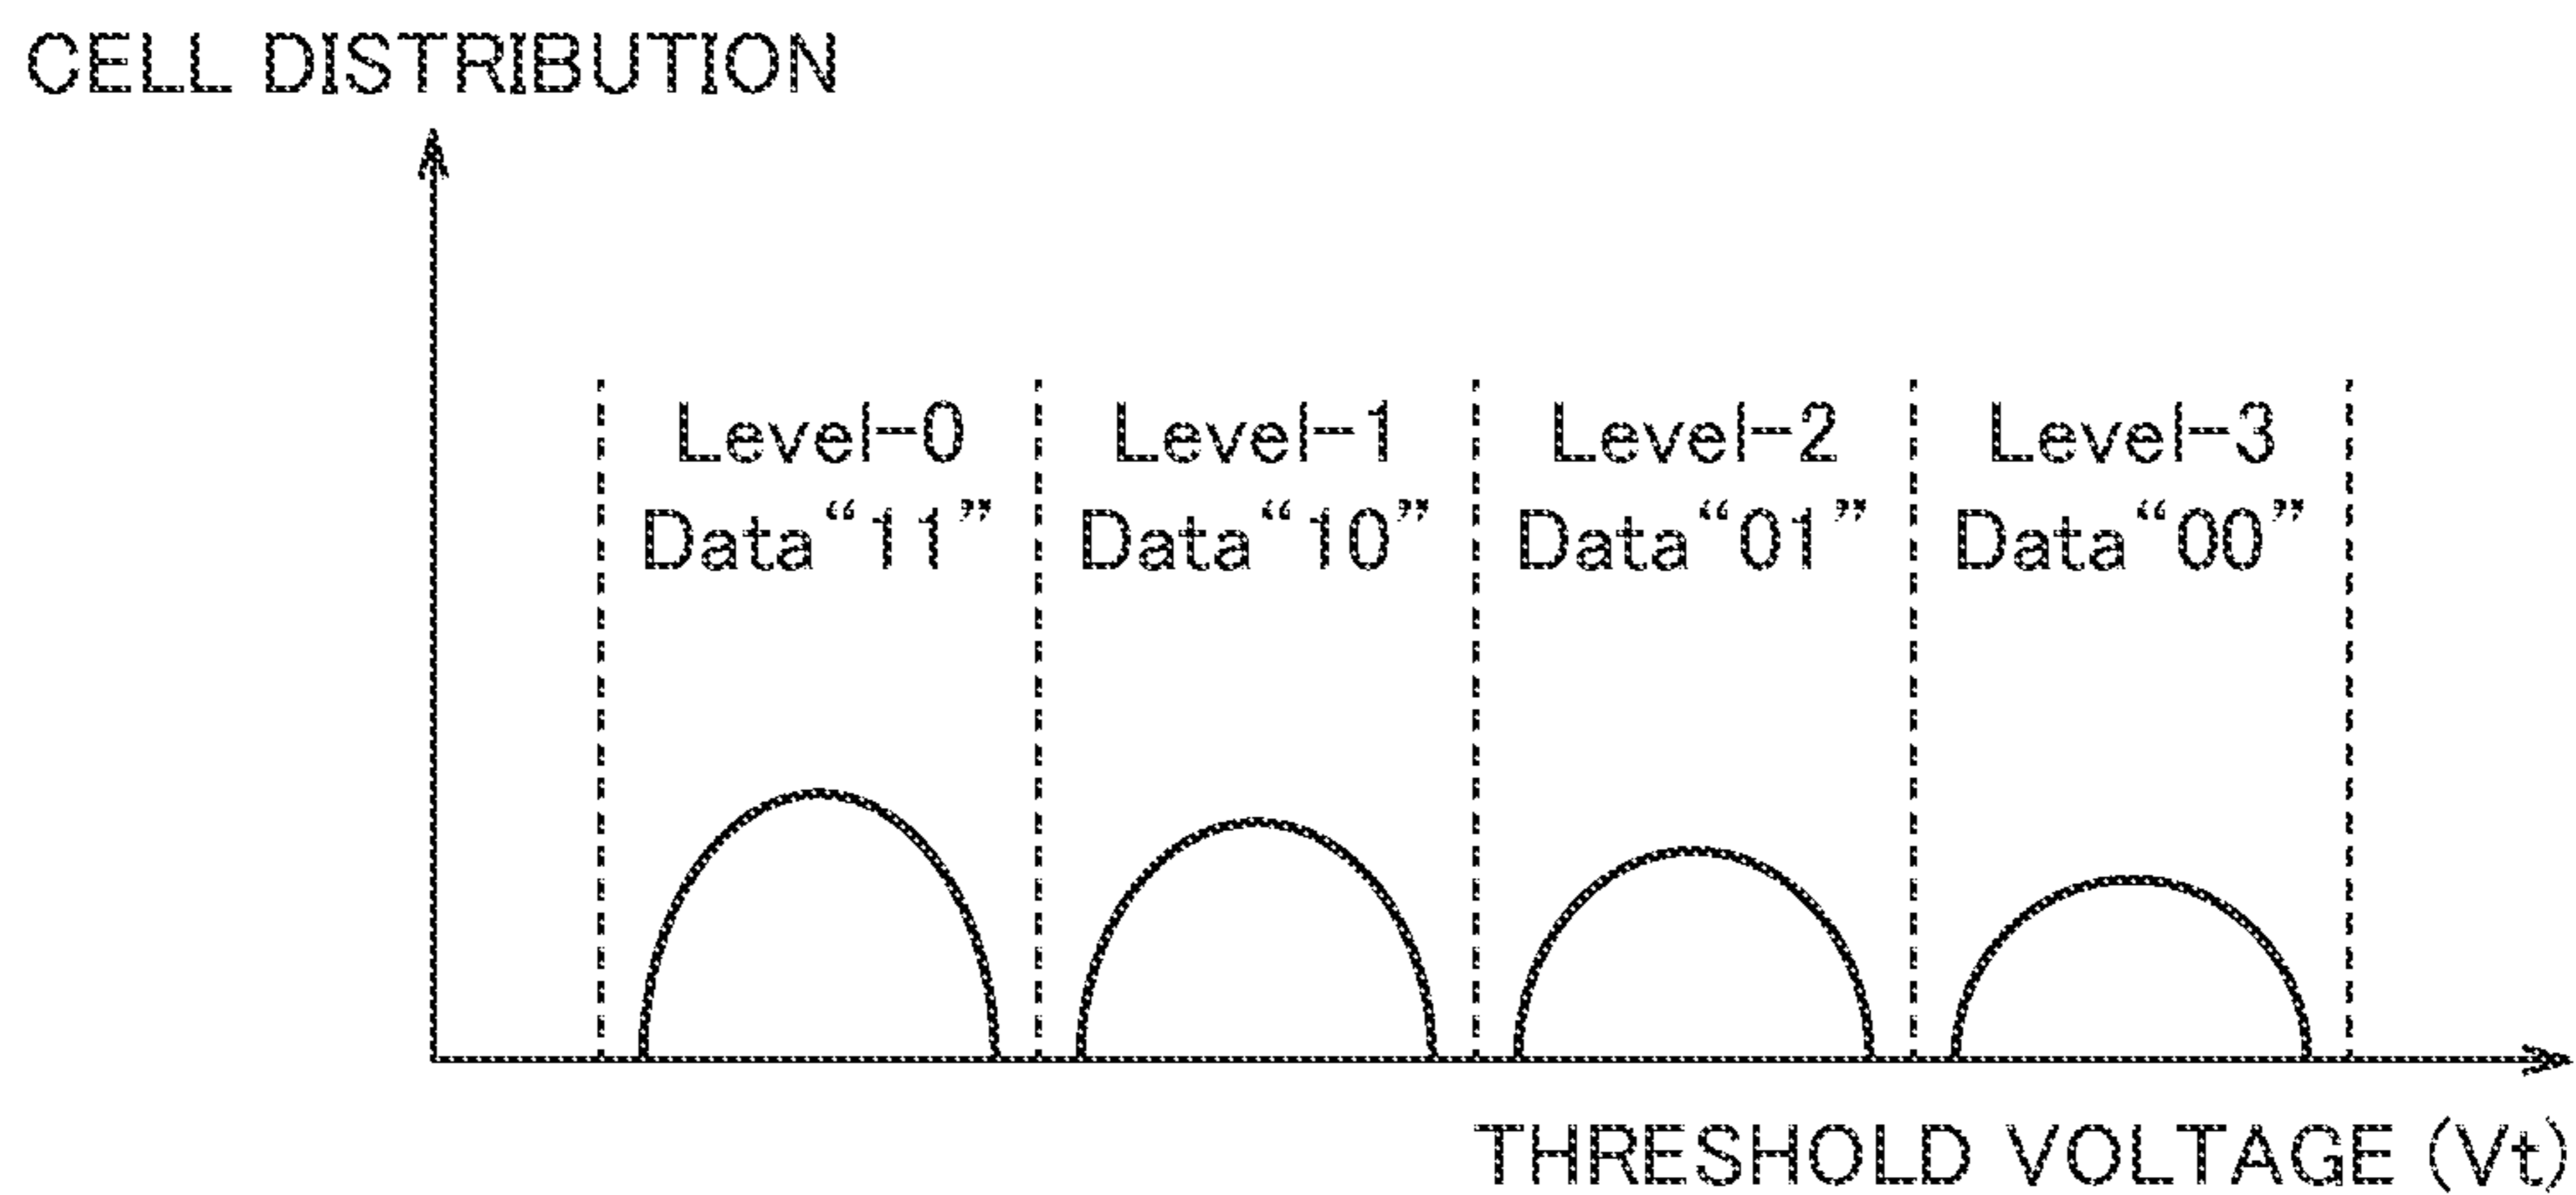 CELL DISTRIBUTION
Level-0
Data“11”
Level-1
Data“10”
Level-2
Data“01”
Level-3
Data“00”
THRESHOLD VOLTAGE (Vt)